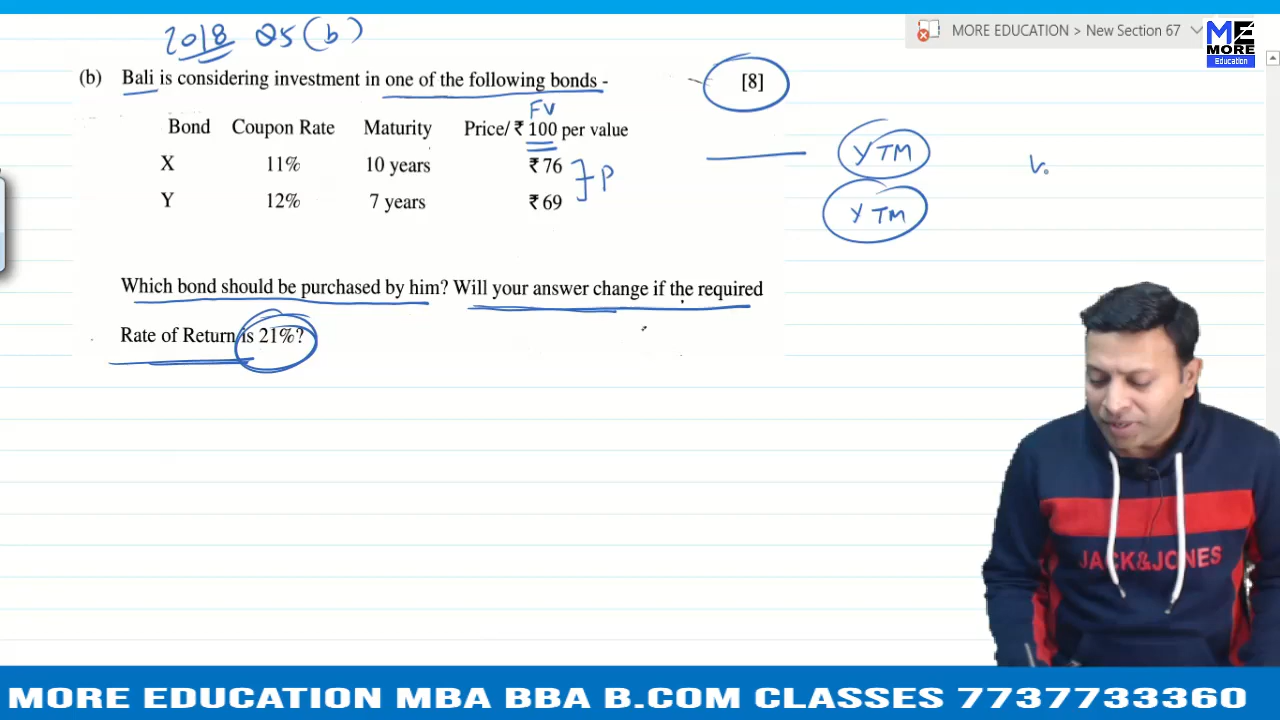 2018 Q5 (b)
MORE EDUCATION > New Section 67
ME
MORE
Education
(b) Bali is considering investment in one of the following bonds - [8]
FV
Bond Coupon Rate Maturity Price/ ₹ 100 per value
X 11% 10 years ₹ 76
Y 12% 7 years ₹ 69
P
YTM
YTM
Which bond should be purchased by him? Will your answer change if the required
Rate of Return is 21%?
JACK&JONES
MORE EDUCATION MBA BBA B.COM CLASSES 7737733360